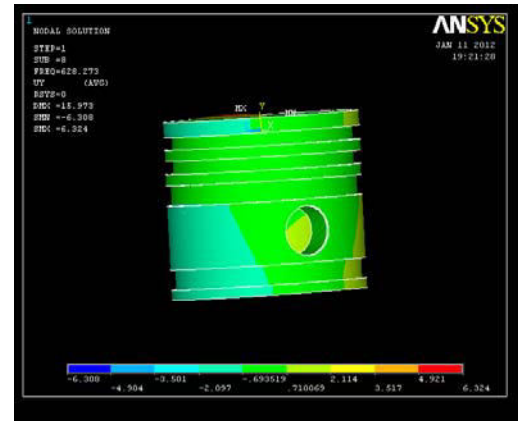 1
NODAL SOLUTION
STEP=1
SUB =8
FREQ=628.273
UY (AVG)
RSYS=0
DMX =15.973
SMN =-6.308
SMX =6.324
ANSYS
JAN 11 2012
19:21:28
MX Y MN
X
-6.308 -3.501 -.693519 2.114 4.921
-4.904 -2.097 .710069 3.517 6.324